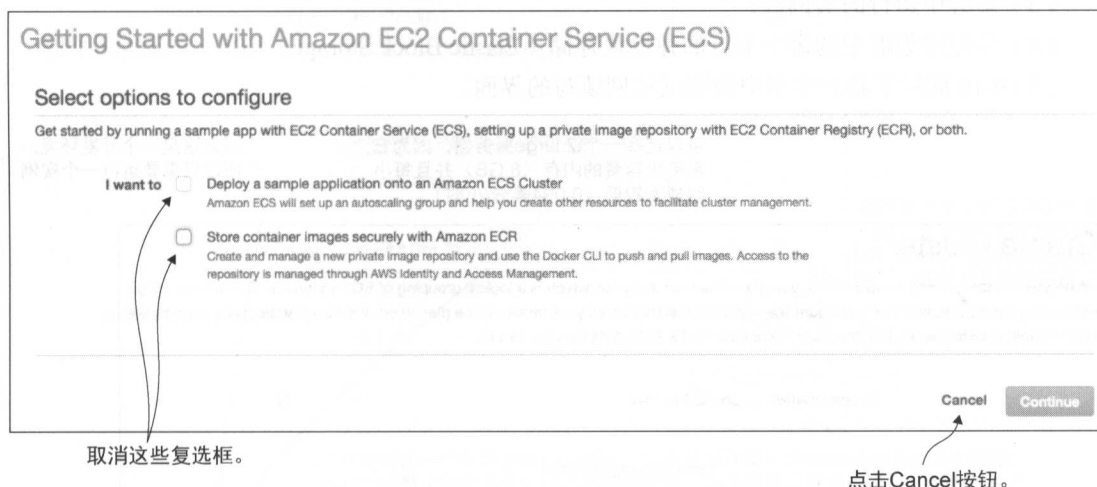 Getting Started with Amazon EC2 Container Service (ECS)
Select options to configure
Get started by running a sample app with EC2 Container Service (ECS), setting up a private image repository with EC2 Container Registry (ECR), or both.
I want to
Deploy a sample application onto an Amazon ECS Cluster
Amazon ECS will set up an autoscaling group and help you create other resources to facilitate cluster management.
Store container images securely with Amazon ECR
Create and manage a new private image repository and use the Docker CLI to push and pull images. Access to the
repository is managed through AWS Identity and Access Management.
Cancel
Continue
取消这些复选框。
点击Cancel按钮。